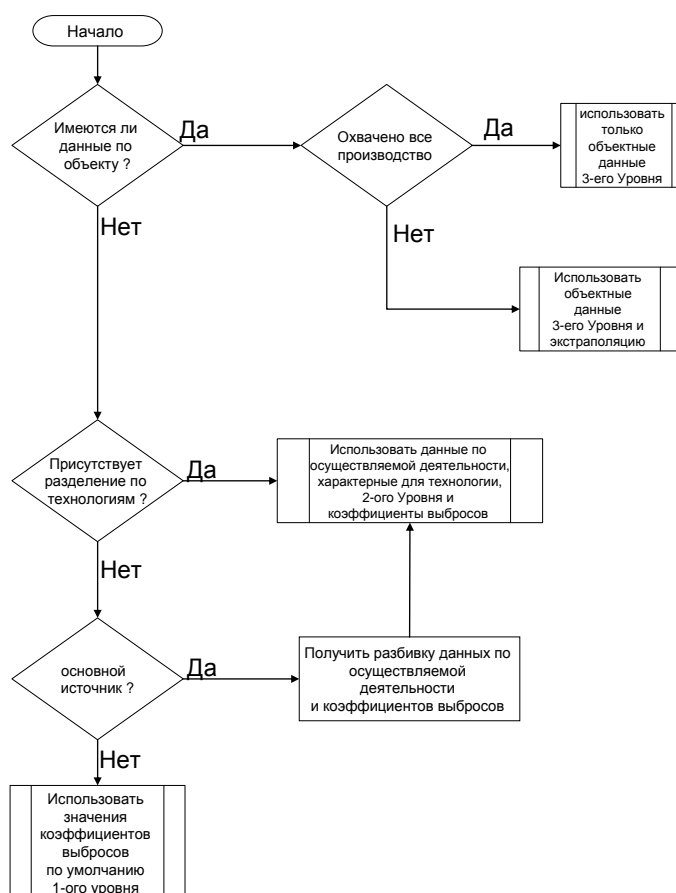 Начало
Имеются ли
данные по
объекту ?
Да
Охвачено все
производство
Да
использовать
только
объектные
данные
3-его Уровня
Нет
Нет
Использовать
объектные
данные
3-его Уровня и
экстраполяцию
Присутствует
разделение по
технологиям ?
Да
Использовать данные по
осуществляемой деятельности,
характерные для технологии,
2-ого Уровня и
коэффициенты выбросов
Нет
основной
источник ?
Да
Получить разбивку данных по
осуществляемой
деятельности
и коэффициентов выбросов
Нет
Использовать
значения
коэффициентов
выбросов
по умолчанию
1-ого уровня